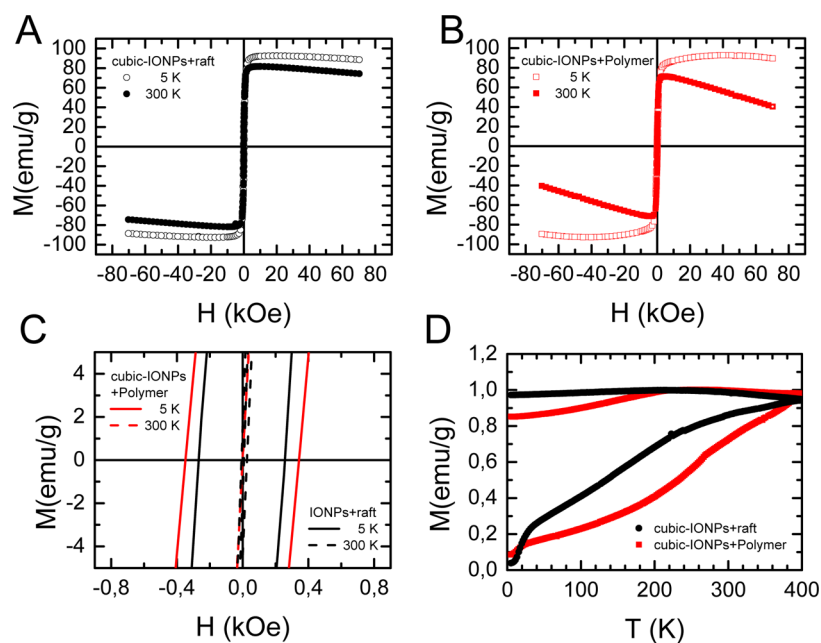 A
100
80
60
40
20
0
-20
-40
-60
-80
-100
M(emu/g)
cubic-IONPs+raft
5 K
300 K
-80 -60 -40 -20 0 20 40 60 80
H (kOe)
B
100
80
60
40
20
0
-20
-40
-60
-80
-100
M(emu/g)
cubic-IONPs+Polymer
5 K
300 K
-80 -60 -40 -20 0 20 40 60 80
H (kOe)
C
4
2
0
-2
-4
M(emu/g)
cubic-IONPs
+Polymer
5 K
300 K
IONPs+raft
5 K
300 K
-0,8 -0,4 0,0 0,4 0,8
H (kOe)
D
1,2
1,0
0,8
0,6
0,4
0,2
0,0
M(emu/g)
cubic-IONPs+raft
cubic-IONPs+Polymer
0 100 200 300 400
T (K)